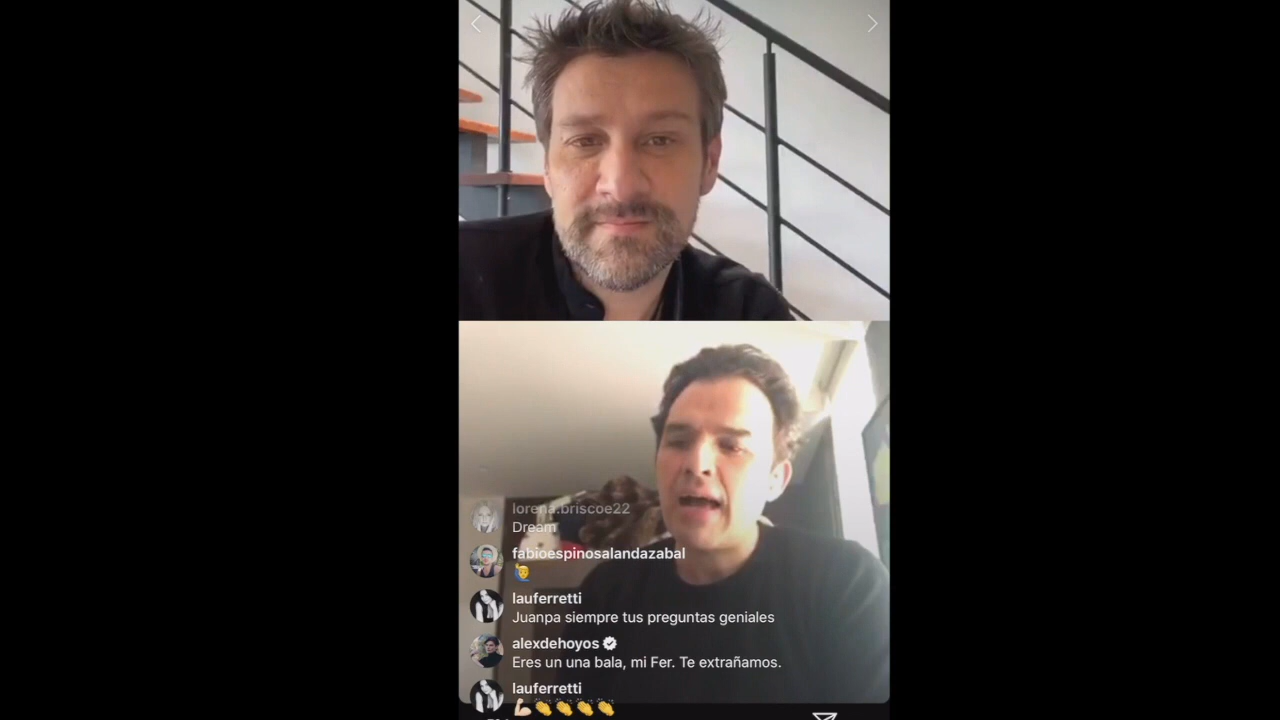 lorena.briscoe22
Dream
fabioespinosalandazabal
🙋‍♂️
lauferretti
Juanpa siempre tus preguntas geniales
alexdehoyos
Eres un una bala, mi Fer. Te extrañamos.
lauferretti
💪🏻👏👏👏👏